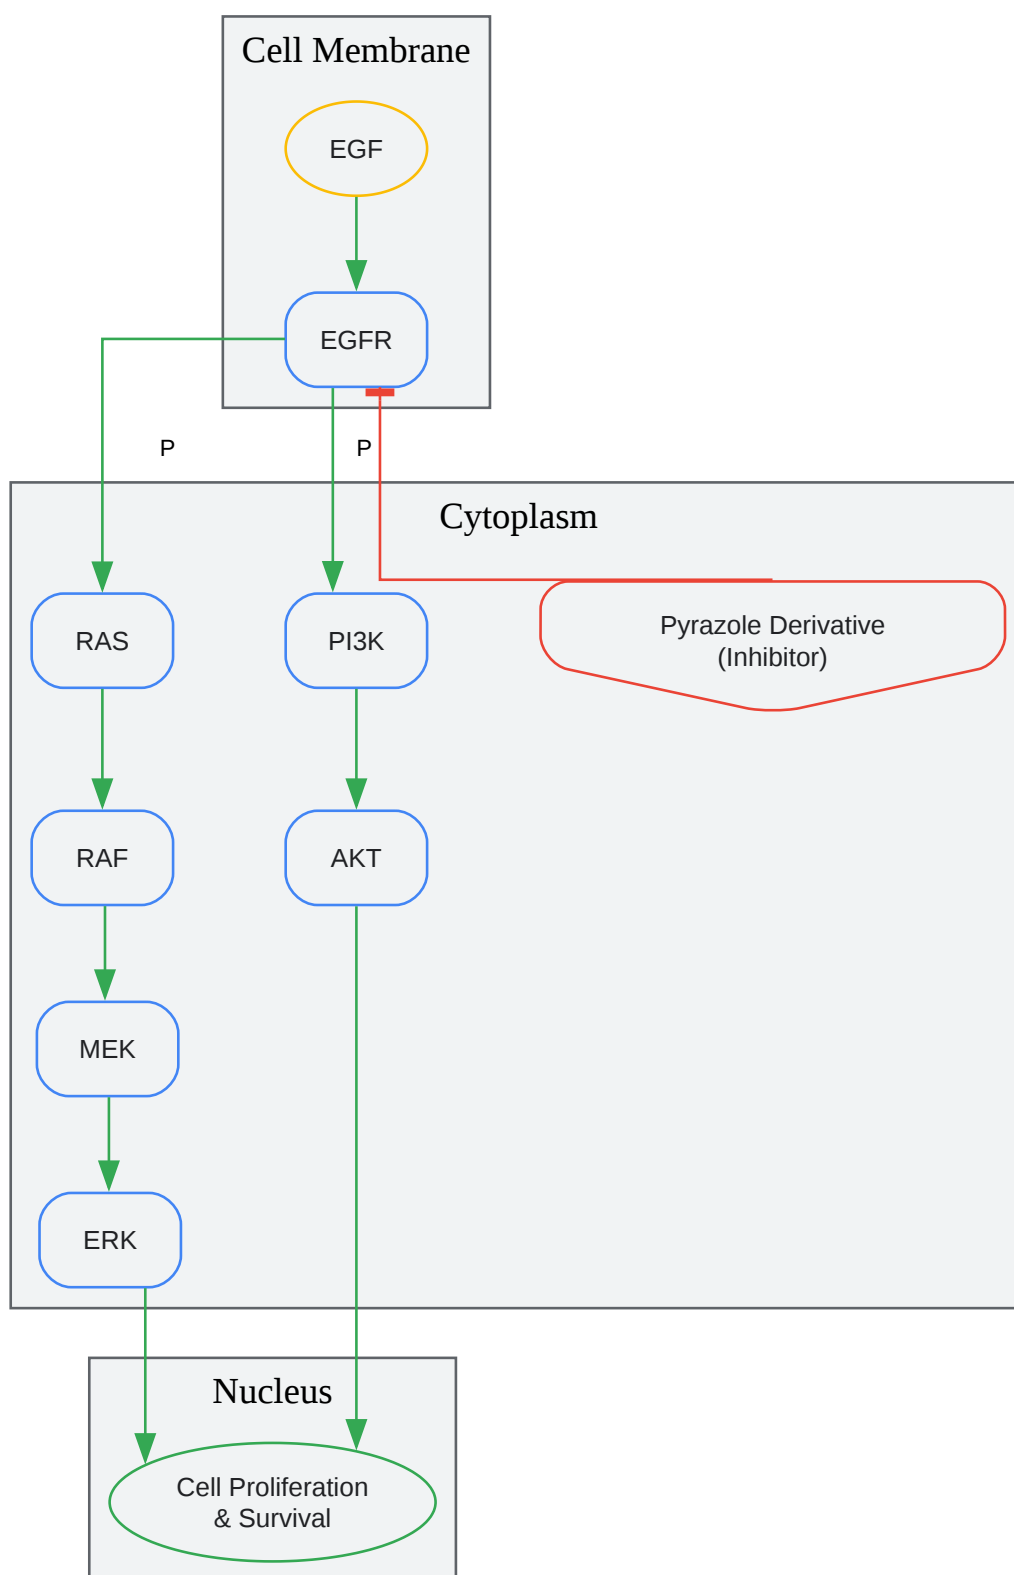 Cell Membrane
EGF
EGFR
P
P
Cytoplasm
RAS
PI3K
Pyrazole Derivative
(Inhibitor)
RAF
AKT
MEK
ERK
Nucleus
Cell Proliferation
& Survival